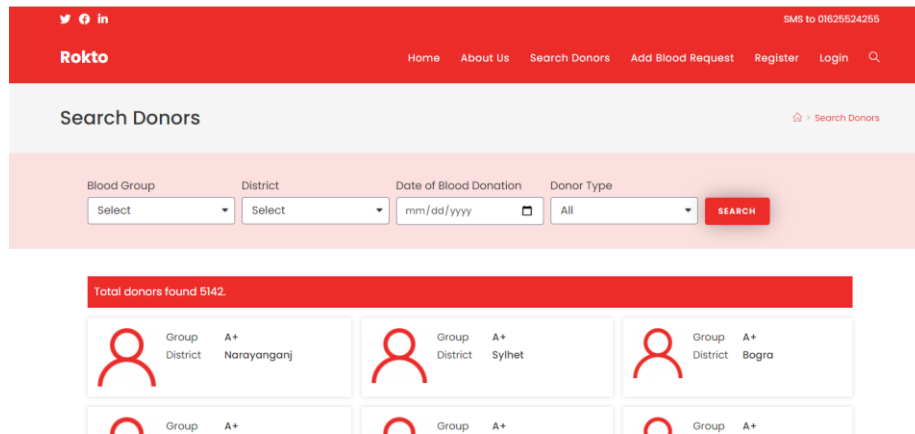 SMS to 01625524255
Rokto
Home About Us Search Donors Add Blood Request Register Login
Search Donors
> Search Donors
Blood Group District Date of Blood Donation Donor Type
Select Select mm/dd/yyyy All SEARCH
Total donors found 5142.
Group A+ Group A+ Group A+
District Narayanganj District Sylhet District Bogra
Group A+ Group A+ Group A+